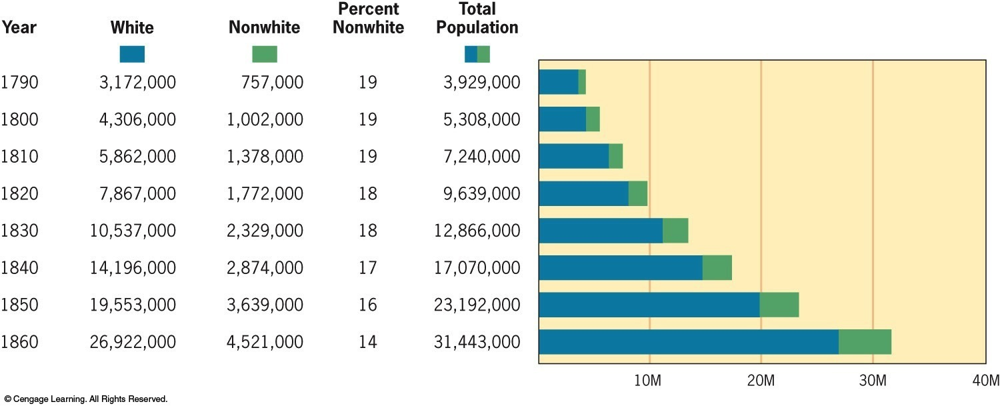 Year White Nonwhite Percent Nonwhite Total Population
1790 3,172,000 757,000 19 3,929,000
1800 4,306,000 1,002,000 19 5,308,000
1810 5,862,000 1,378,000 19 7,240,000
1820 7,867,000 1,772,000 18 9,639,000
1830 10,537,000 2,329,000 18 12,866,000
1840 14,196,000 2,874,000 17 17,070,000
1850 19,553,000 3,639,000 16 23,192,000
1860 26,922,000 4,521,000 14 31,443,000
10M 20M 30M 40M
© Cengage Learning. All Rights Reserved.